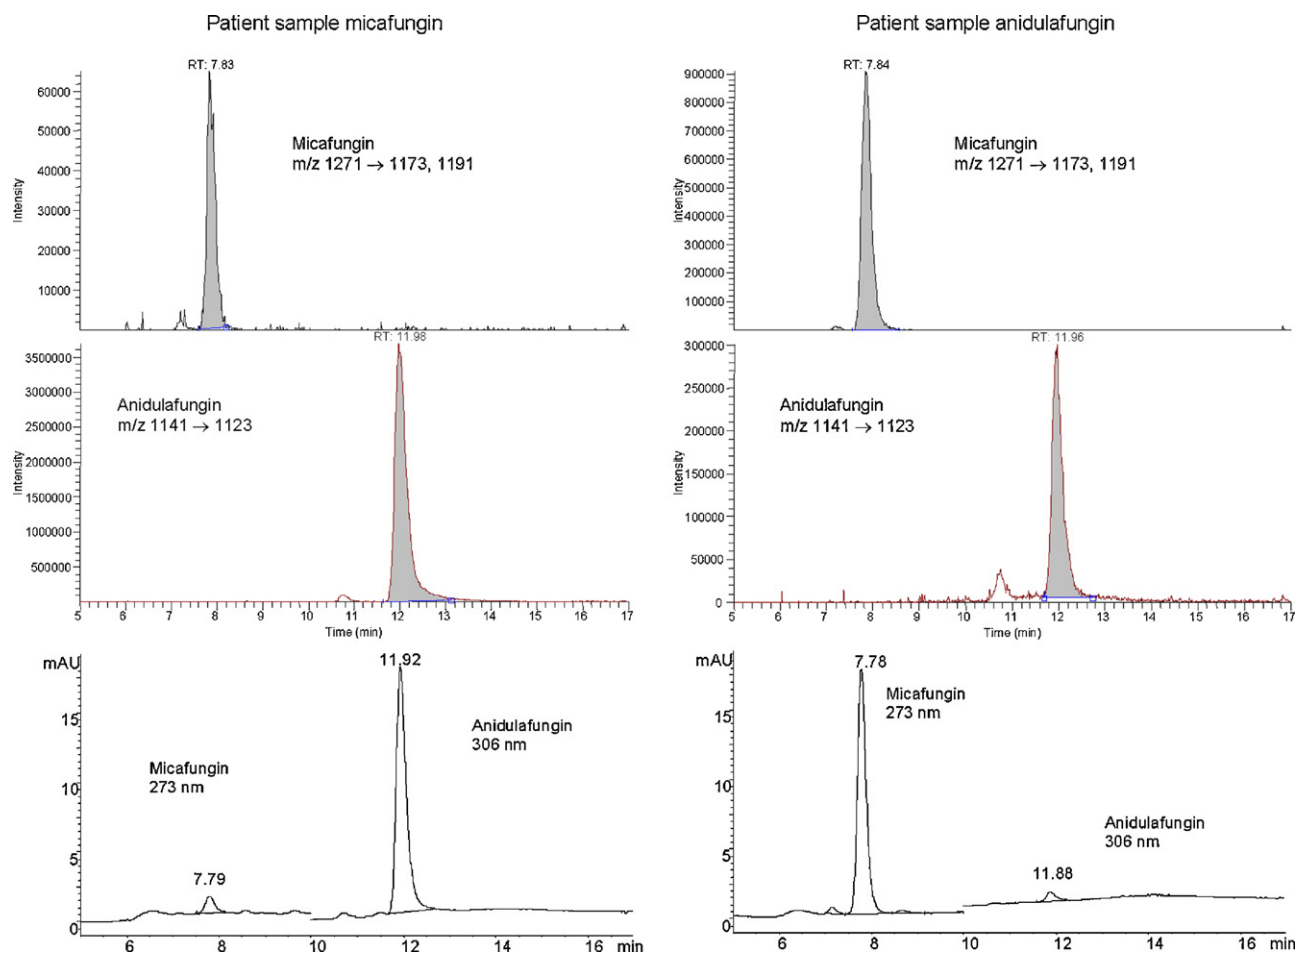 Patient sample micafungin
RT: 7.83
Intensity
60000
50000
40000
30000
20000
10000
Micafungin
m/z 1271 → 1173, 1191
RT: 11.98
Intensity
3500000
3000000
2500000
2000000
1500000
1000000
500000
Anidulafungin
m/z 1141 → 1123
5 6 7 8 9 10 11 12 13 14 15 16 17
Time (min)
mAU
15
10
5
0
11.92
Anidulafungin
306 nm
Micafungin
273 nm
7.79
6 8 10 12 14 16 min
Patient sample anidulafungin
RT: 7.84
Intensity
900000
800000
700000
600000
500000
400000
300000
200000
100000
Micafungin
m/z 1271 → 1173, 1191
RT: 11.96
Intensity
300000
250000
200000
150000
100000
50000
0
Anidulafungin
m/z 1141 → 1123
5 6 7 8 9 10 11 12 13 14 15 16 17
Time (min)
mAU
15
10
5
0
7.78
Micafungin
273 nm
Anidulafungin
306 nm
11.88
6 8 10 12 14 16 min